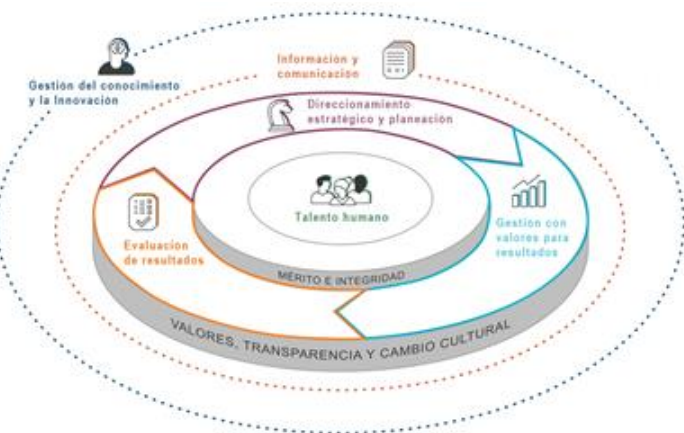 Información y
comunicación
Gestión del conocimiento
y la Innovación
Direccionamiento
estratégico y planeación
Talento humano
Gestión con
valores para
resultados
Evaluación
de resultados
MÉRITO E INTEGRIDAD
VALORES, TRANSPARENCIA Y CAMBIO CULTURAL